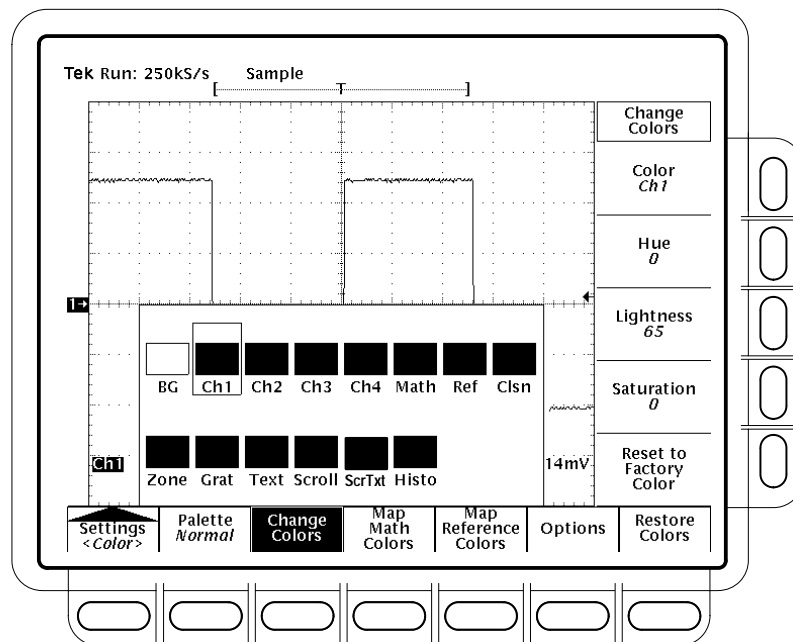 Tek Run: 250kS/s Sample
[ T ]
Change
Colors
Color
Ch1
Hue
0
Lightness
65
Saturation
0
Reset to
Factory
Color
1→
BG Ch1 Ch2 Ch3 Ch4 Math Ref Clsn
Zone Grat Text Scroll ScrTxt Histo
Ch1
14mV
Settings
<Color>
Palette
Normal
Change
Colors
Map
Math
Colors
Map
Reference
Colors
Options
Restore
Colors